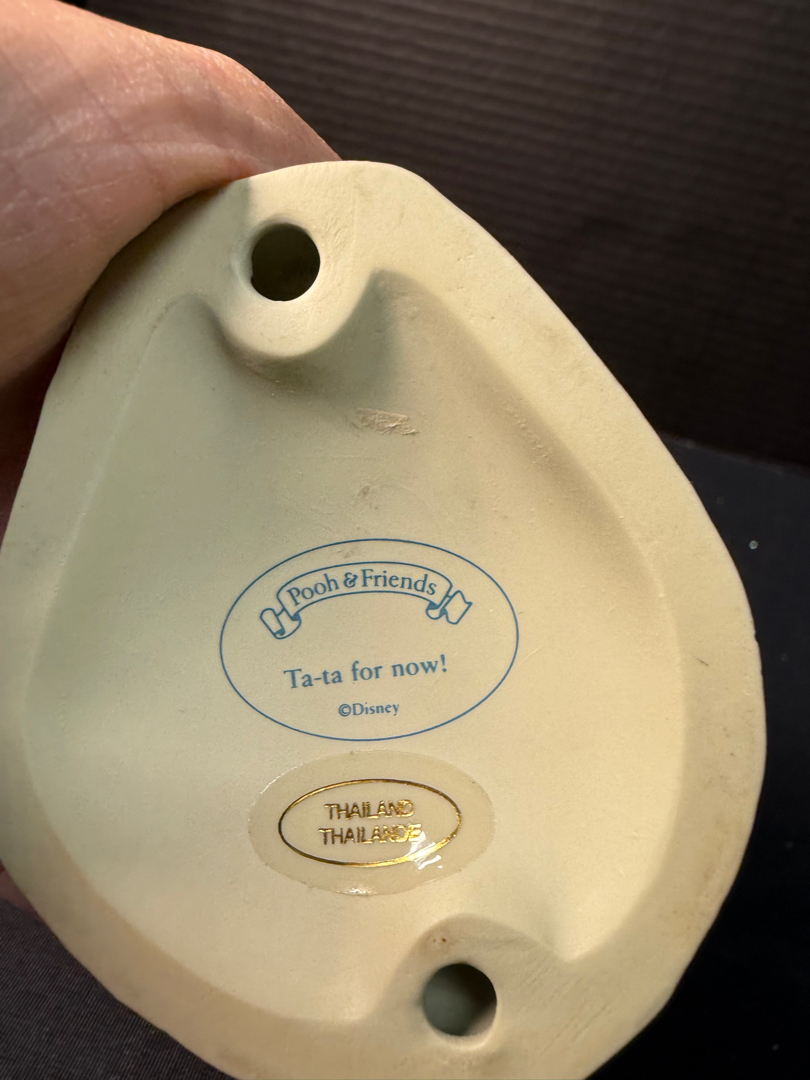 Pooh & Friends
Ta-ta for now!
©Disney
THAILAND
THAILANDE